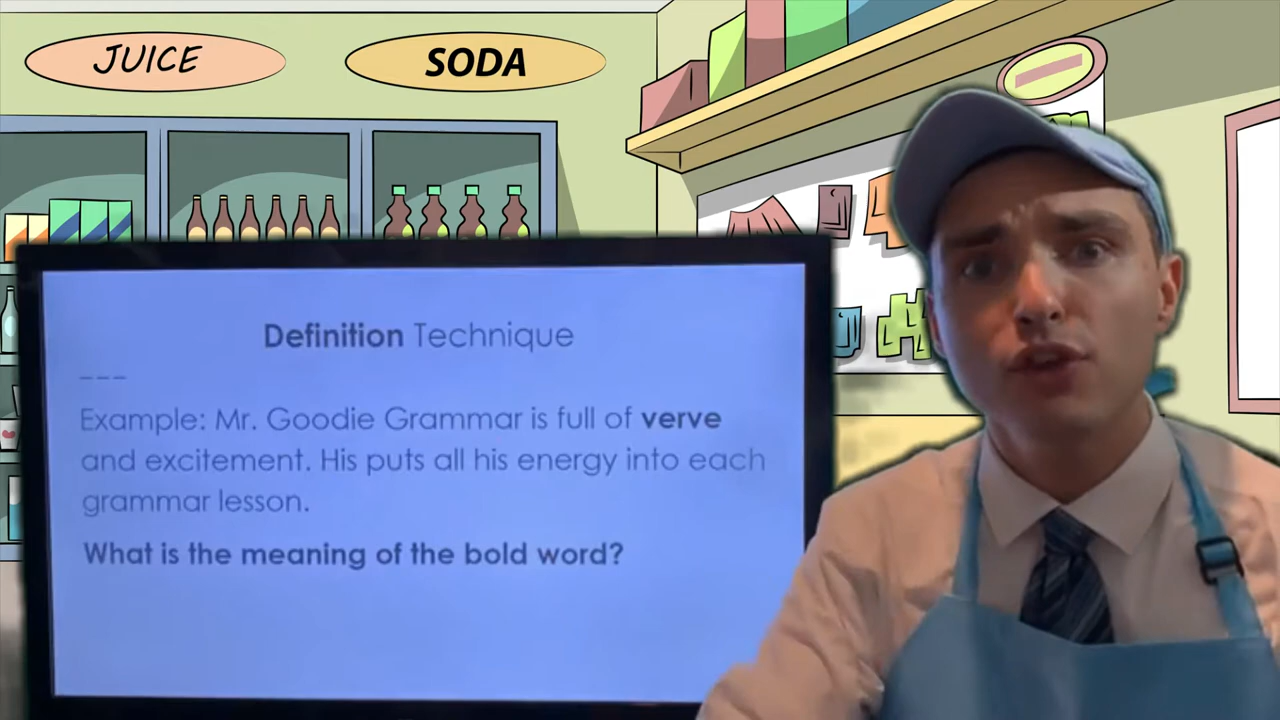 JUICE
SODA
Definition Technique
---
Example: Mr. Goodie Grammar is full of verve
and excitement. His puts all his energy into each
grammar lesson.
What is the meaning of the bold word?